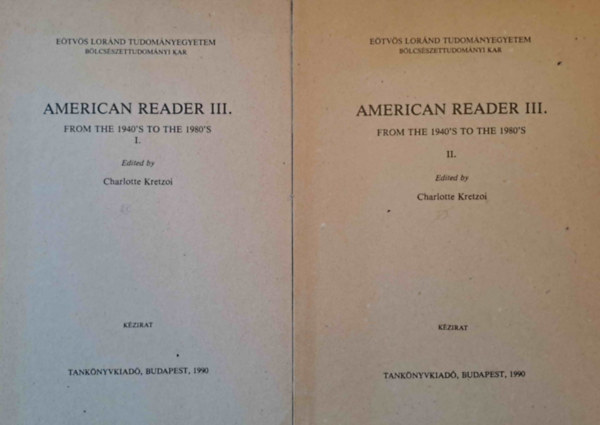 EÖTVÖS LORÁND TUDOMÁNYEGYETEM
BÖLCSÉSZETTUDOMÁNYI KAR
AMERICAN READER III.
FROM THE 1940'S TO THE 1980'S
I.
Edited by
Charlotte Kretzoi
KÉZIRAT
TANKÖNYVKIADÓ, BUDAPEST, 1990
EÖTVÖS LORÁND TUDOMÁNYEGYETEM
BÖLCSÉSZETTUDOMÁNYI KAR
AMERICAN READER III.
FROM THE 1940'S TO THE 1980'S
II.
Edited by
Charlotte Kretzoi
KÉZIRAT
TANKÖNYVKIADÓ, BUDAPEST, 1990